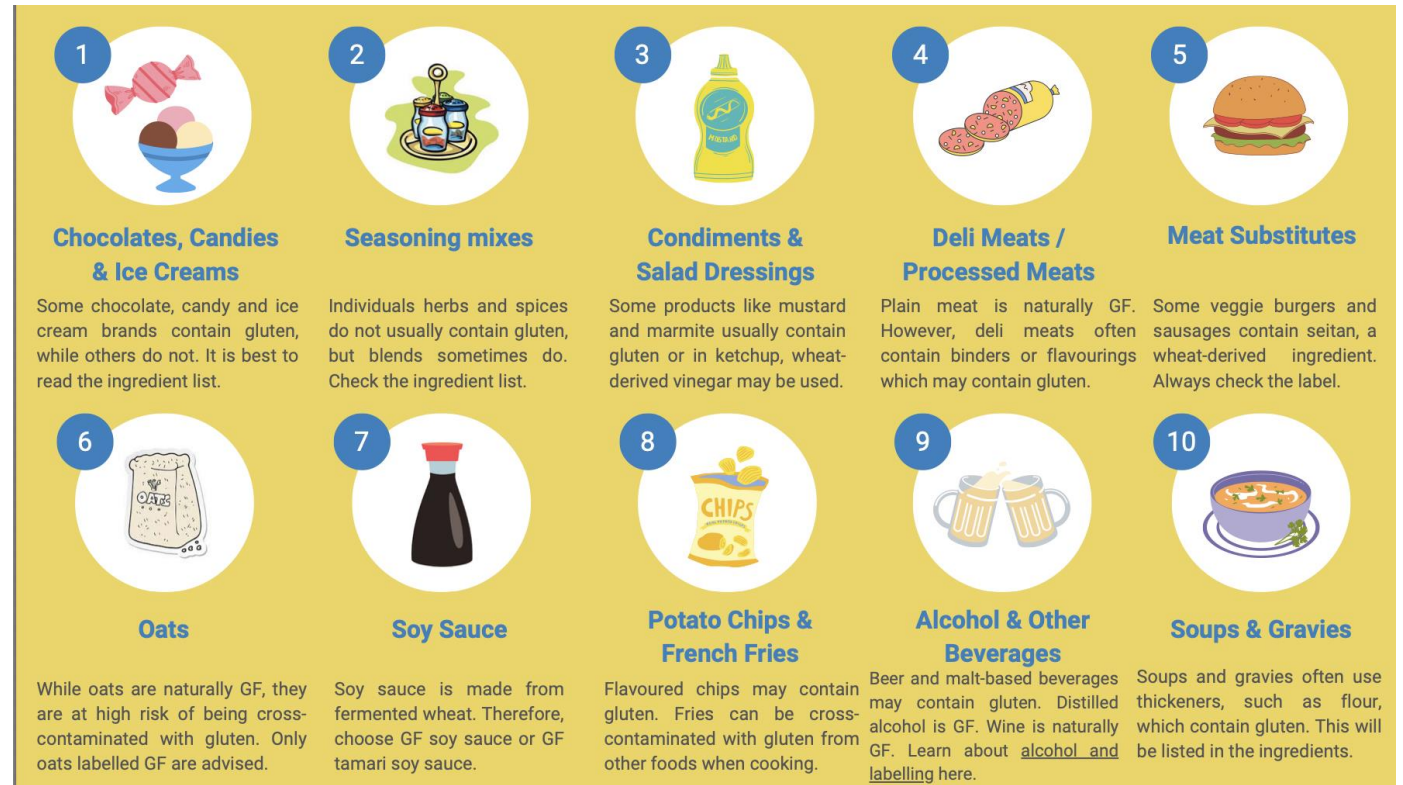 1
Chocolates, Candies
& Ice Creams
Some chocolate, candy and ice
cream brands contain gluten,
while others do not. It is best to
read the ingredient list.
2
Seasoning mixes
Individuals herbs and spices
do not usually contain gluten,
but blends sometimes do.
Check the ingredient list.
3
MUSTARD
Condiments &
Salad Dressings
Some products like mustard
and marmite usually contain
gluten or in ketchup, wheat-
derived vinegar may be used.
4
Deli Meats /
Processed Meats
Plain meat is naturally GF.
However, deli meats often
contain binders or flavourings
which may contain gluten.
5
Meat Substitutes
Some veggie burgers and
sausages contain seitan, a
wheat-derived ingredient.
Always check the label.
6
OATS
Oats
While oats are naturally GF, they
are at high risk of being cross-
contaminated with gluten. Only
oats labelled GF are advised.
7
Soy Sauce
Soy sauce is made from
fermented wheat. Therefore,
choose GF soy sauce or GF
tamari soy sauce.
8
CHIPS
Potato Chips &
French Fries
Flavoured chips may contain
gluten. Fries can be cross-
contaminated with gluten from
other foods when cooking.
9
Alcohol & Other
Beverages
Beer and malt-based beverages
may contain gluten. Distilled
alcohol is GF. Wine is naturally
GF. Learn about alcohol and
labelling here.
10
Soups & Gravies
Soups and gravies often use
thickeners, such as flour,
which contain gluten. This will
be listed in the ingredients.